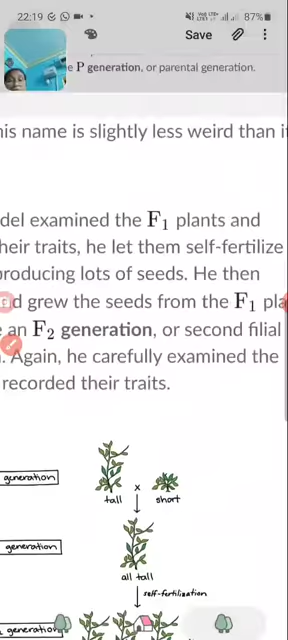 22:19 87%
Save
e P generation, or parental generation.
his name is slightly less weird than it
del examined the F₁ plants and
heir traits, he let them self-fertilize
producing lots of seeds. He then
d grew the seeds from the F₁ pla
an F₂ generation, or second filial
. Again, he carefully examined the
recorded their traits.
generation
tall x short
generation
all tall
self-fertilization
generation